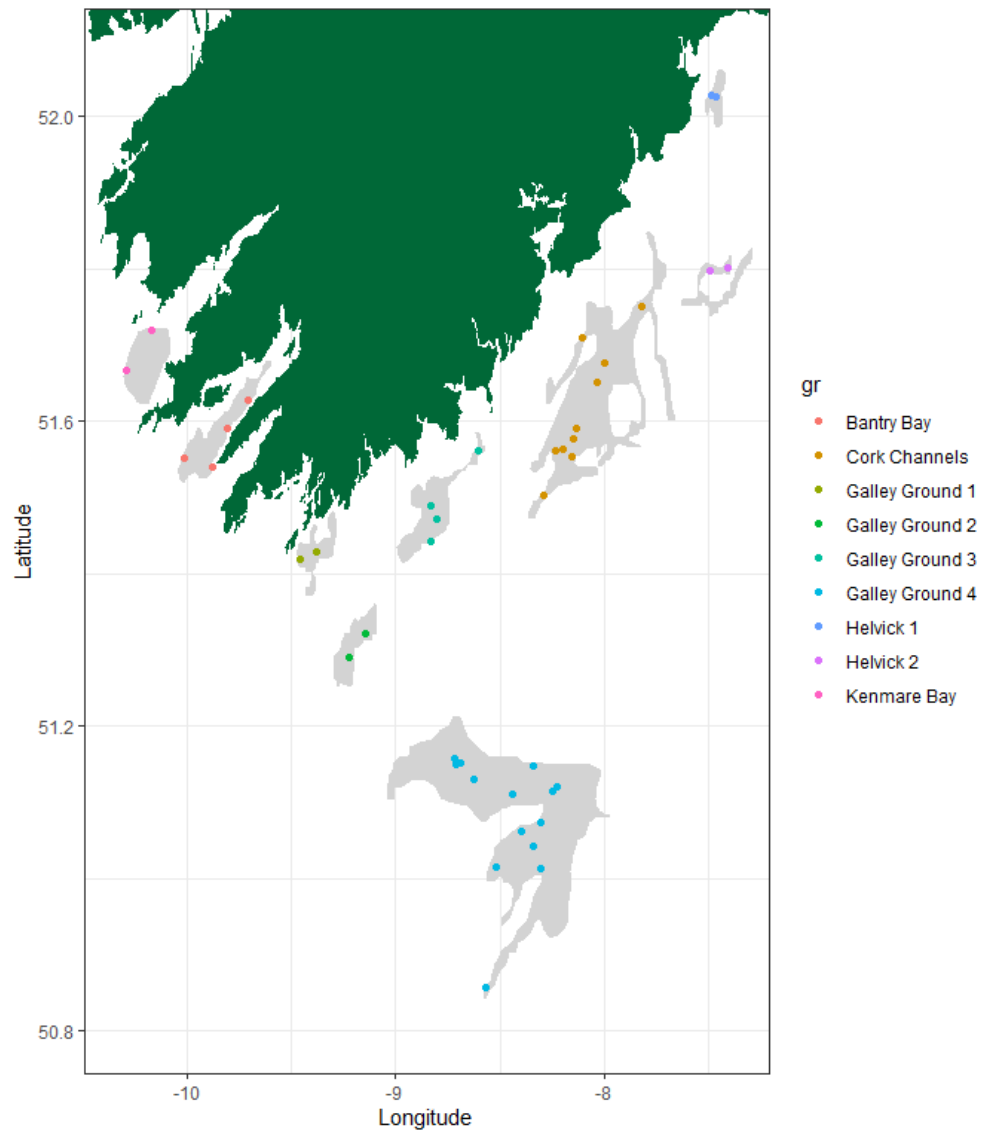 52.0
51.6
51.2
50.8
Latitude
-10
-9
-8
Longitude
gr
Bantry Bay
Cork Channels
Galley Ground 1
Galley Ground 2
Galley Ground 3
Galley Ground 4
Helvick 1
Helvick 2
Kenmare Bay